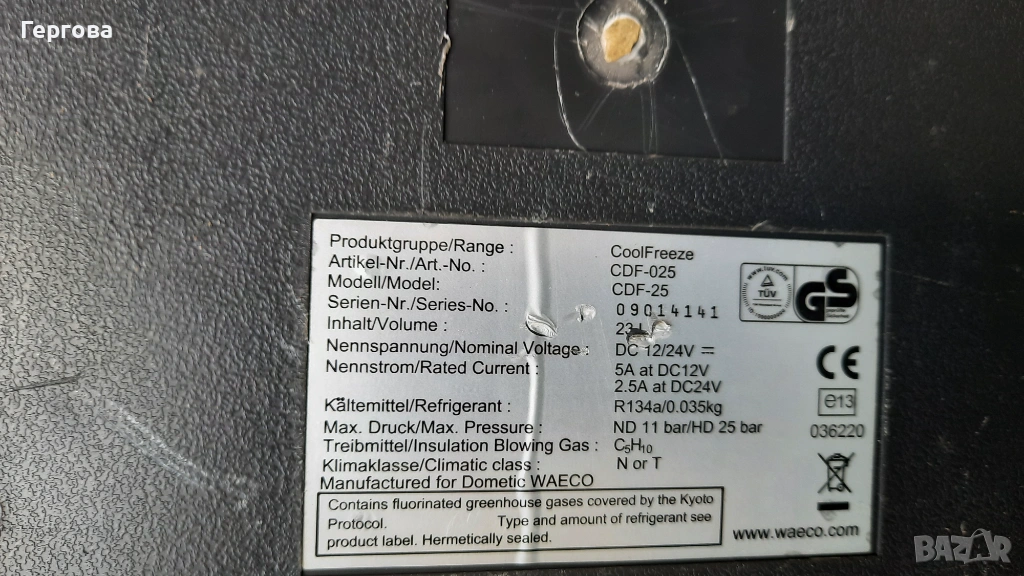 Гергова
Produktgruppe/Range : CoolFreeze
Artikel-Nr./Art.-No. : CDF-025
Modell/Model: CDF-25
Serien-Nr./Series-No. : 09014141
Inhalt/Volume : 23 L
Nennspannung/Nominal Voltage : DC 12/24V
Nennstrom/Rated Current : 5A at DC12V
2.5A at DC24V
Kältemittel/Refrigerant : R134a/0.035kg
Max. Druck/Max. Pressure : ND 11 bar/HD 25 bar
Treibmittel/Insulation Blowing Gas : C₅H₁₀
Klimaklasse/Climatic class : N or T
Manufactured for Dometic WAECO
Contains fluorinated greenhouse gases covered by the Kyoto
Protocol. Type and amount of refrigerant see
product label. Hermetically sealed.
TÜV
GS
CE
e13
036220
www.waeco.com
BAZAR